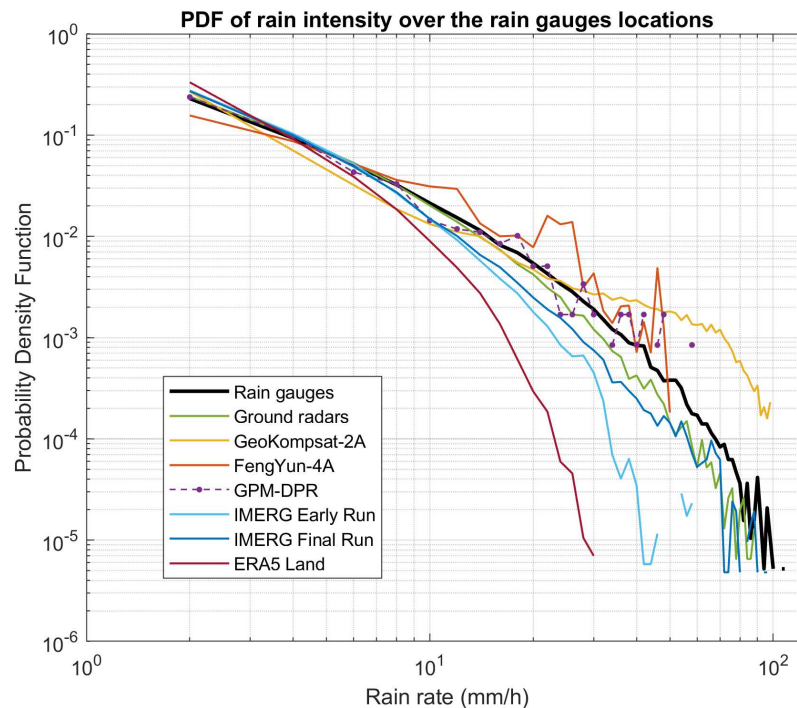 PDF of rain intensity over the rain gauges locations
Probability Density Function
10^0
10^-1
10^-2
10^-3
10^-4
10^-5
10^-6
Rain gauges
Ground radars
GeoKompsat-2A
FengYun-4A
GPM-DPR
IMERG Early Run
IMERG Final Run
ERA5 Land
10^0 10^1 10^2
Rain rate (mm/h)